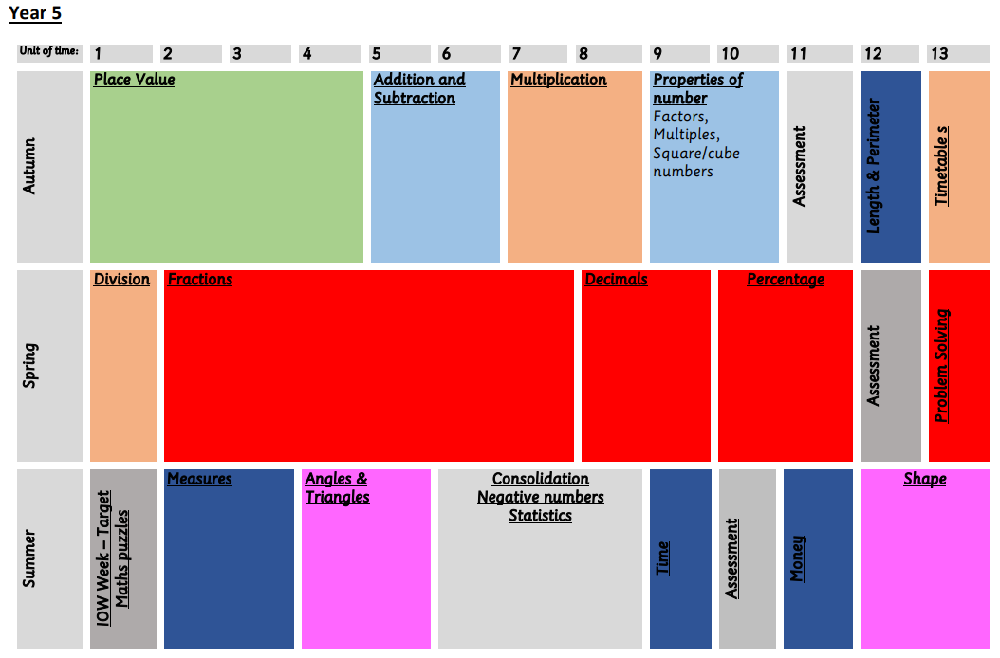 Year 5
Unit of time: 1 2 3 4 5 6 7 8 9 10 11 12 13
Autumn
Place Value
Addition and
Subtraction
Multiplication
Properties of
number
Factors,
Multiples,
Square/cube
numbers
Assessment
Length & Perimeter
Timetable s
Spring
Division
Fractions
Decimals
Percentage
Assessment
Problem Solving
Summer
IOW Week – Target
Maths puzzles
Measures
Angles &
Triangles
Consolidation
Negative numbers
Statistics
Time
Assessment
Money
Shape